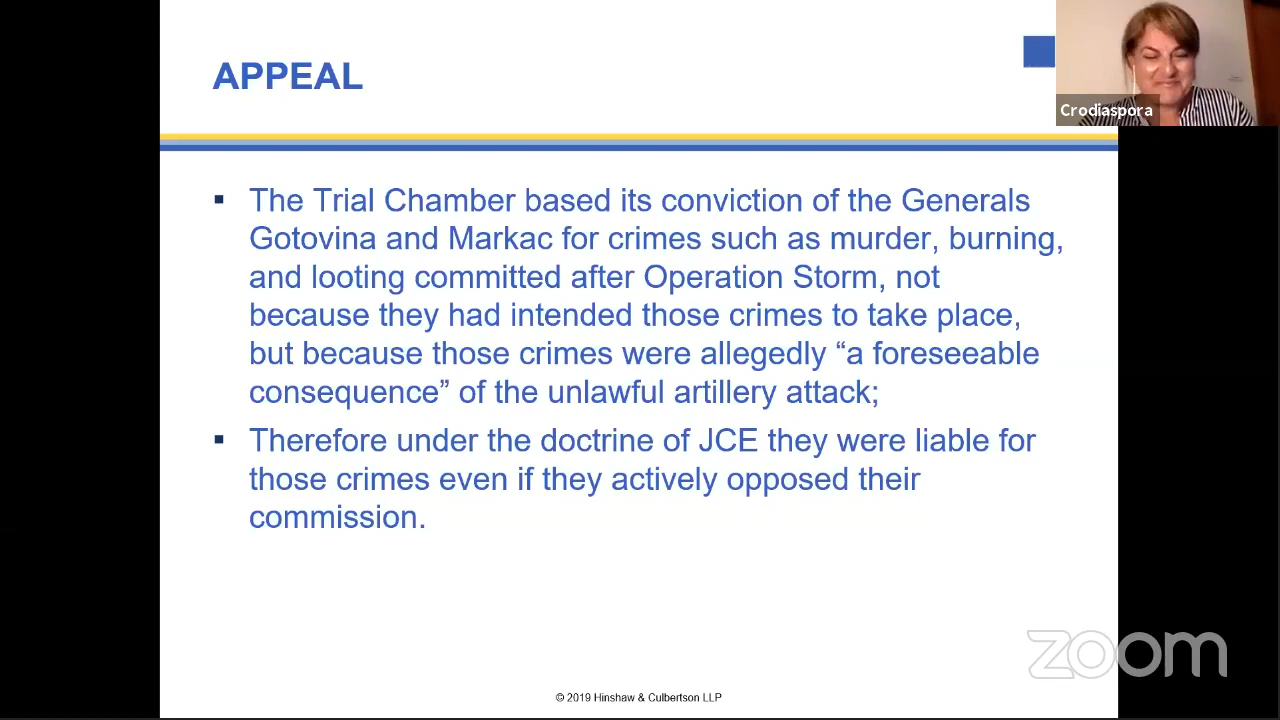 APPEAL
Crodiaspora
▪ The Trial Chamber based its conviction of the Generals
Gotovina and Markac for crimes such as murder, burning,
and looting committed after Operation Storm, not
because they had intended those crimes to take place,
but because those crimes were allegedly “a foreseeable
consequence” of the unlawful artillery attack;
▪ Therefore under the doctrine of JCE they were liable for
those crimes even if they actively opposed their
commission.
zoom
© 2019 Hinshaw & Culbertson LLP